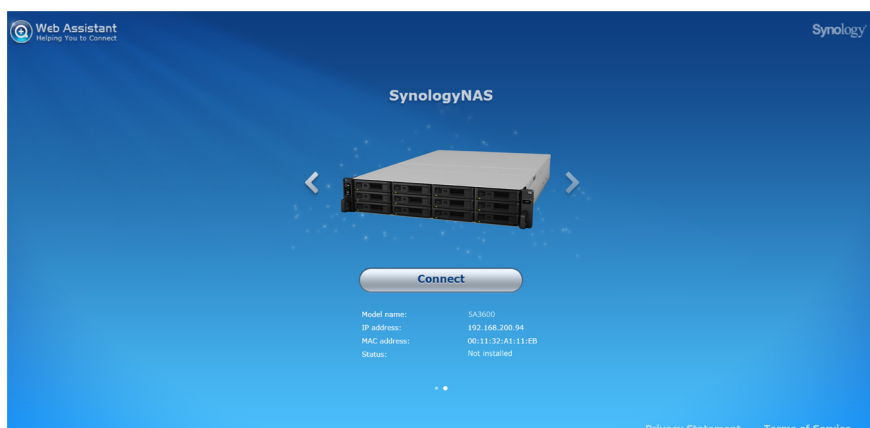 Web Assistant
Helping You to Connect
Synology
SynologyNAS
Connect
Model name: SA3600
IP address: 192.168.200.94
MAC address: 00:11:32:A1:11:EB
Status: Not installed
Privacy Statement Terms of Service